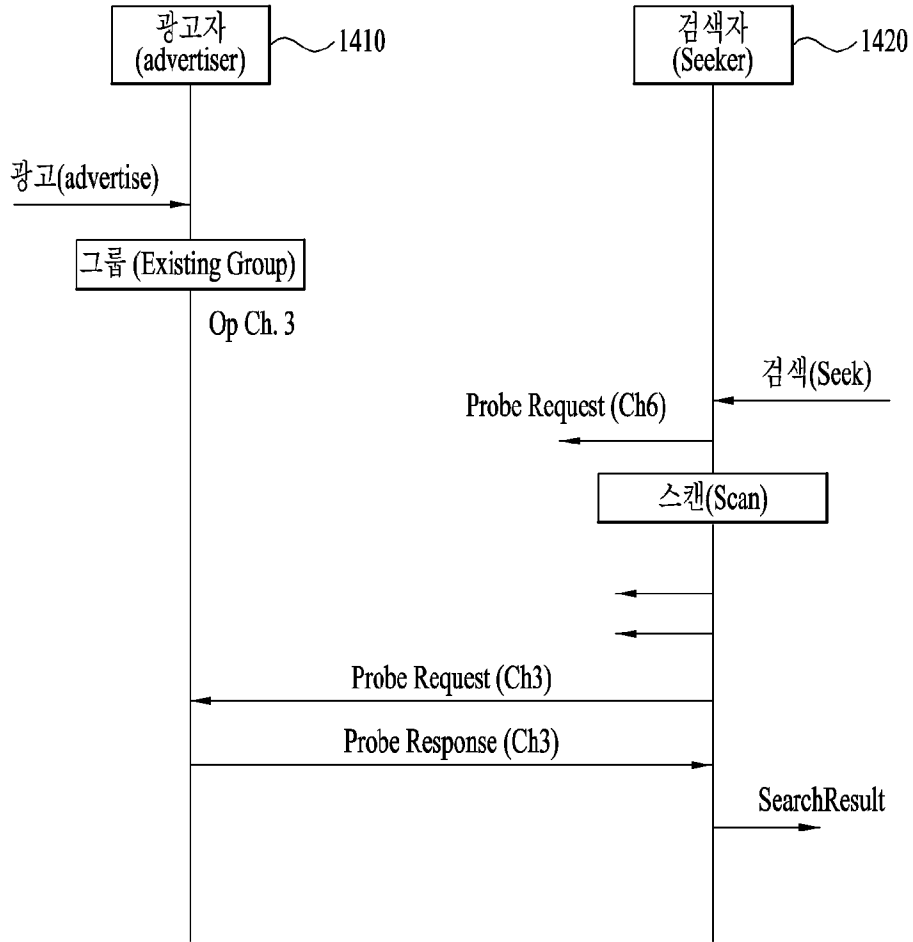 광고자
(advertiser)
1410
검색자
(Seeker)
1420
광고(advertise)
그룹 (Existing Group)
Op Ch. 3
검색(Seek)
Probe Request (Ch6)
스캔(Scan)
Probe Request (Ch3)
Probe Response (Ch3)
SearchResult